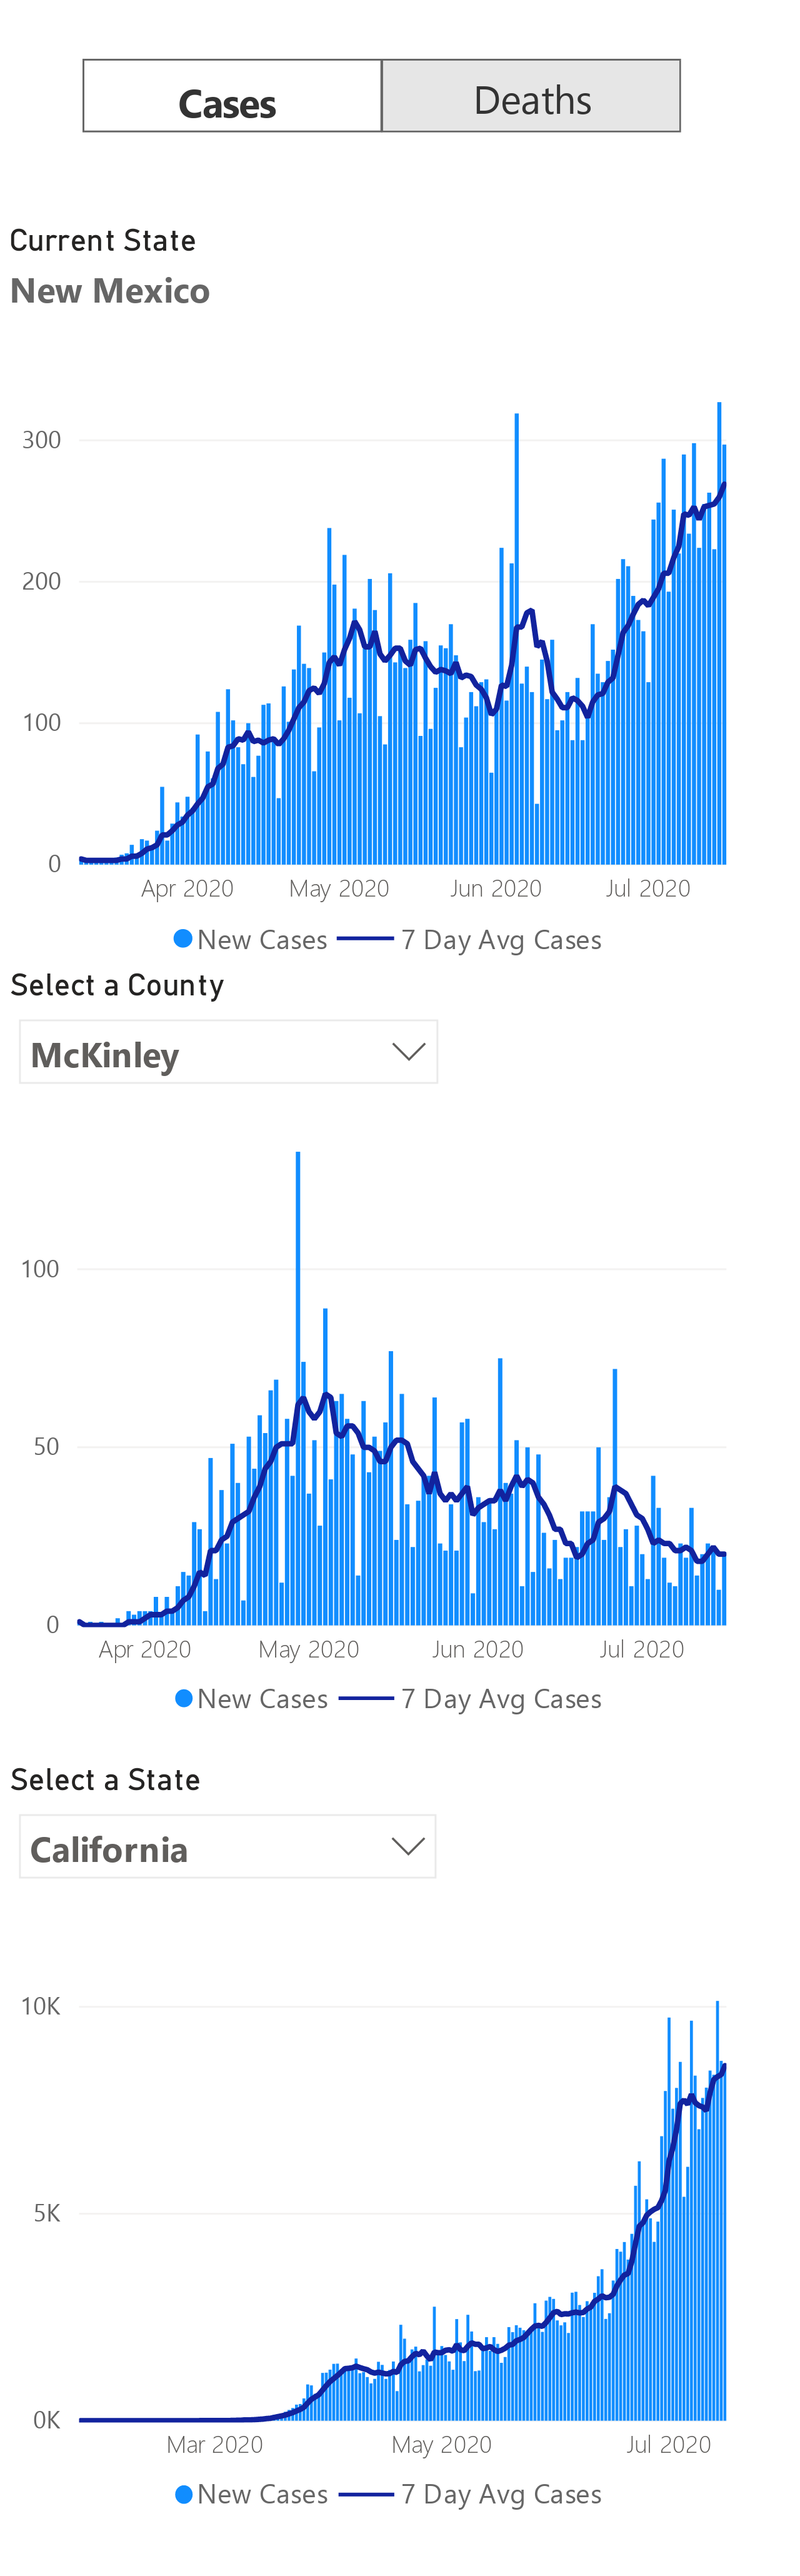 Cases Deaths
Current State
New Mexico
300
200
100
0
Apr 2020 May 2020 Jun 2020 Jul 2020
New Cases 7 Day Avg Cases
Select a County
McKinley
100
50
0
Apr 2020 May 2020 Jun 2020 Jul 2020
New Cases 7 Day Avg Cases
Select a State
California
10K
5K
0K
Mar 2020 May 2020 Jul 2020
New Cases 7 Day Avg Cases